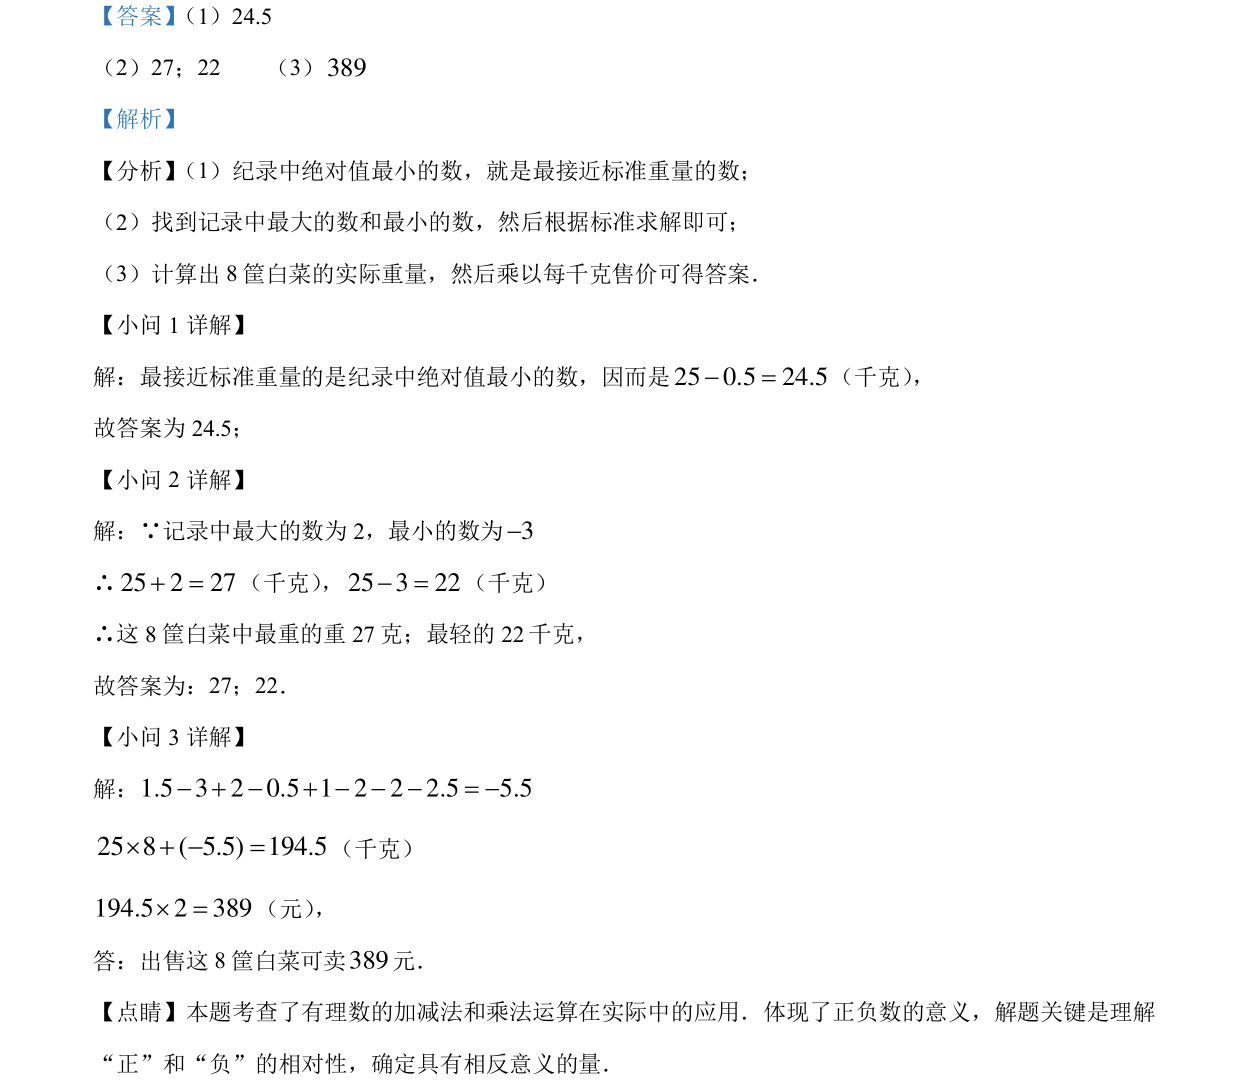 【答案】（1）24.5
（2）27；22 （3）389
【解析】
【分析】（1）纪录中绝对值最小的数，就是最接近标准重量的数；
（2）找到记录中最大的数和最小的数，然后根据标准求解即可；
（3）计算出 8 筐白菜的实际重量，然后乘以每千克售价可得答案．
【小问 1 详解】
解：最接近标准重量的是纪录中绝对值最小的数，因而是 25－0.5＝24.5（千克），
故答案为 24.5；
【小问 2 详解】
解：∵记录中最大的数为 2，最小的数为 −3
∴ 25＋2＝27（千克），25－3＝22（千克）
∴这 8 筐白菜中最重的重 27 克；最轻的 22 千克，
故答案为：27；22．
【小问 3 详解】
解：1.5－3＋2－0.5＋1－2－2－2.5＝−5.5
25×8＋(−5.5)＝194.5（千克）
194.5×2＝389（元），
答：出售这 8 筐白菜可卖 389 元．
【点睛】本题考查了有理数的加减法和乘法运算在实际中的应用．体现了正负数的意义，解题关键是理解
“正”和“负”的相对性，确定具有相反意义的量．